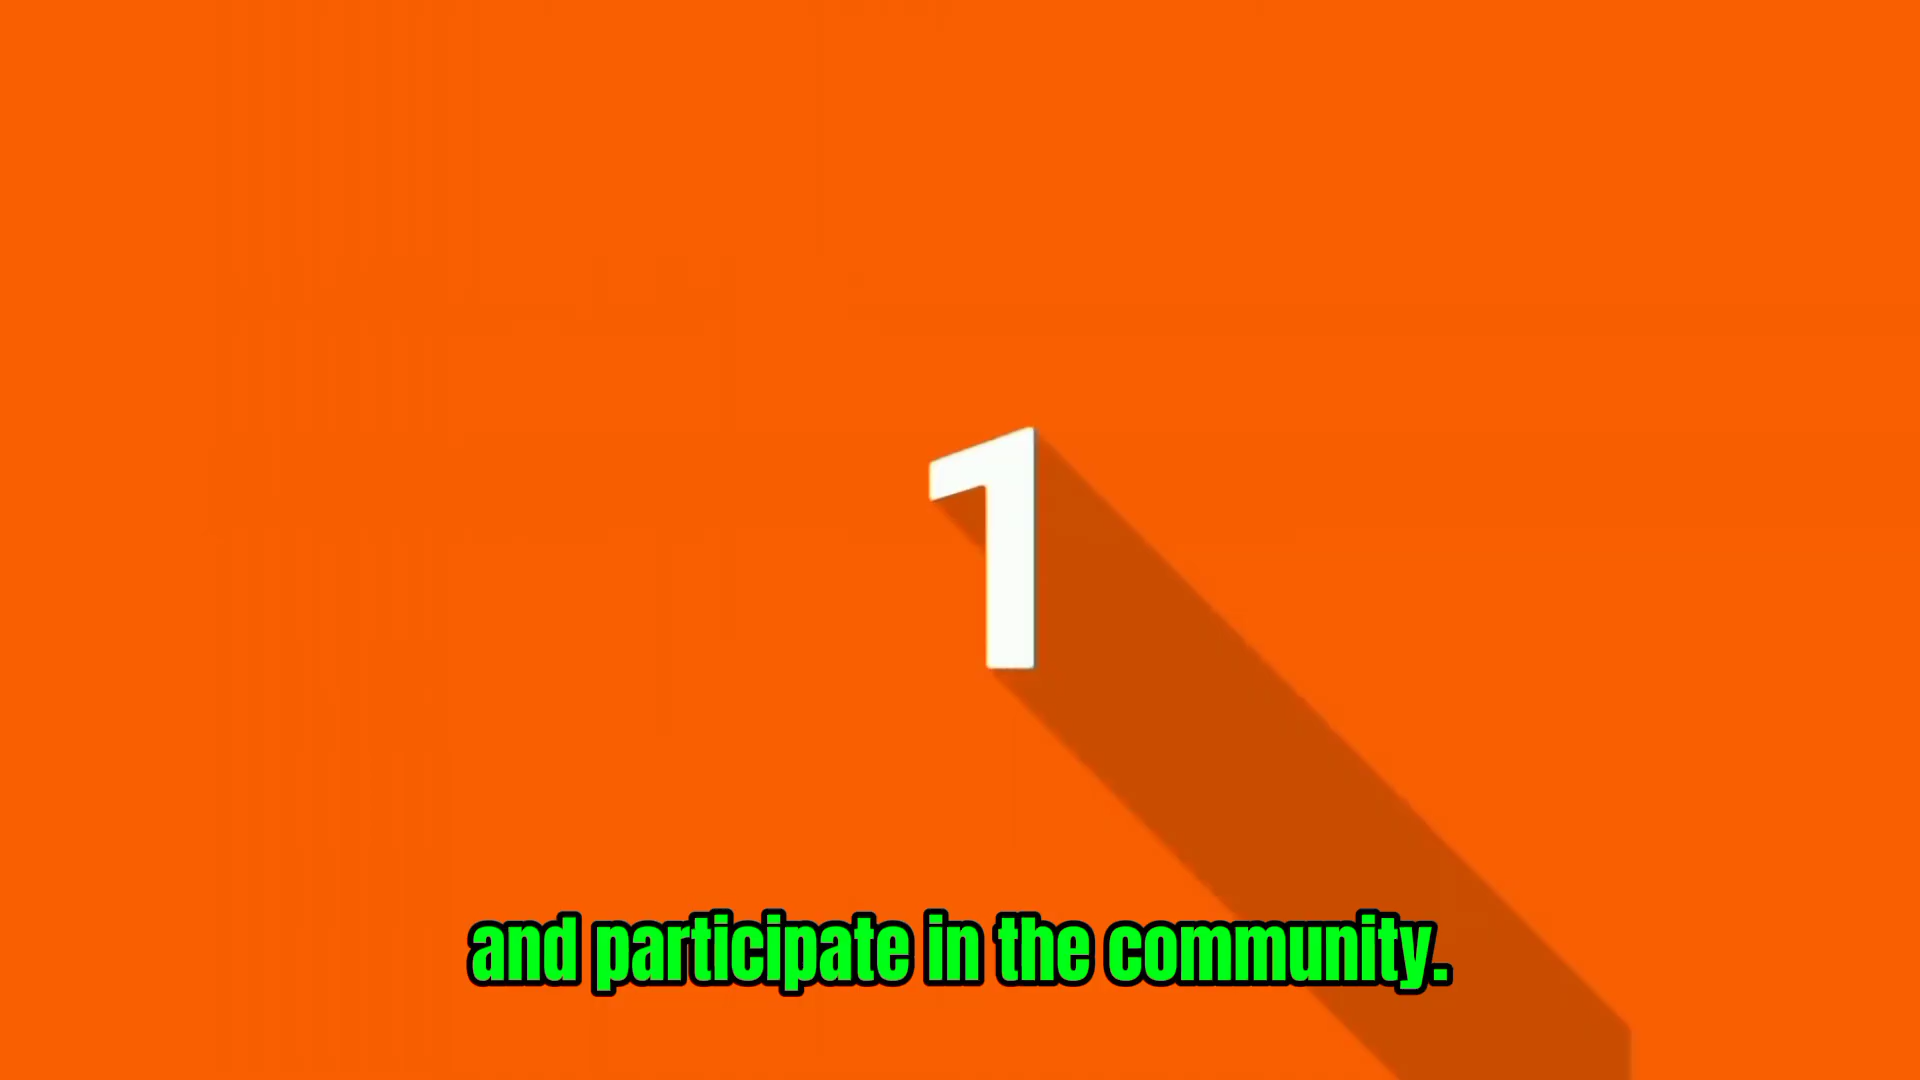 1
and participate in the community.